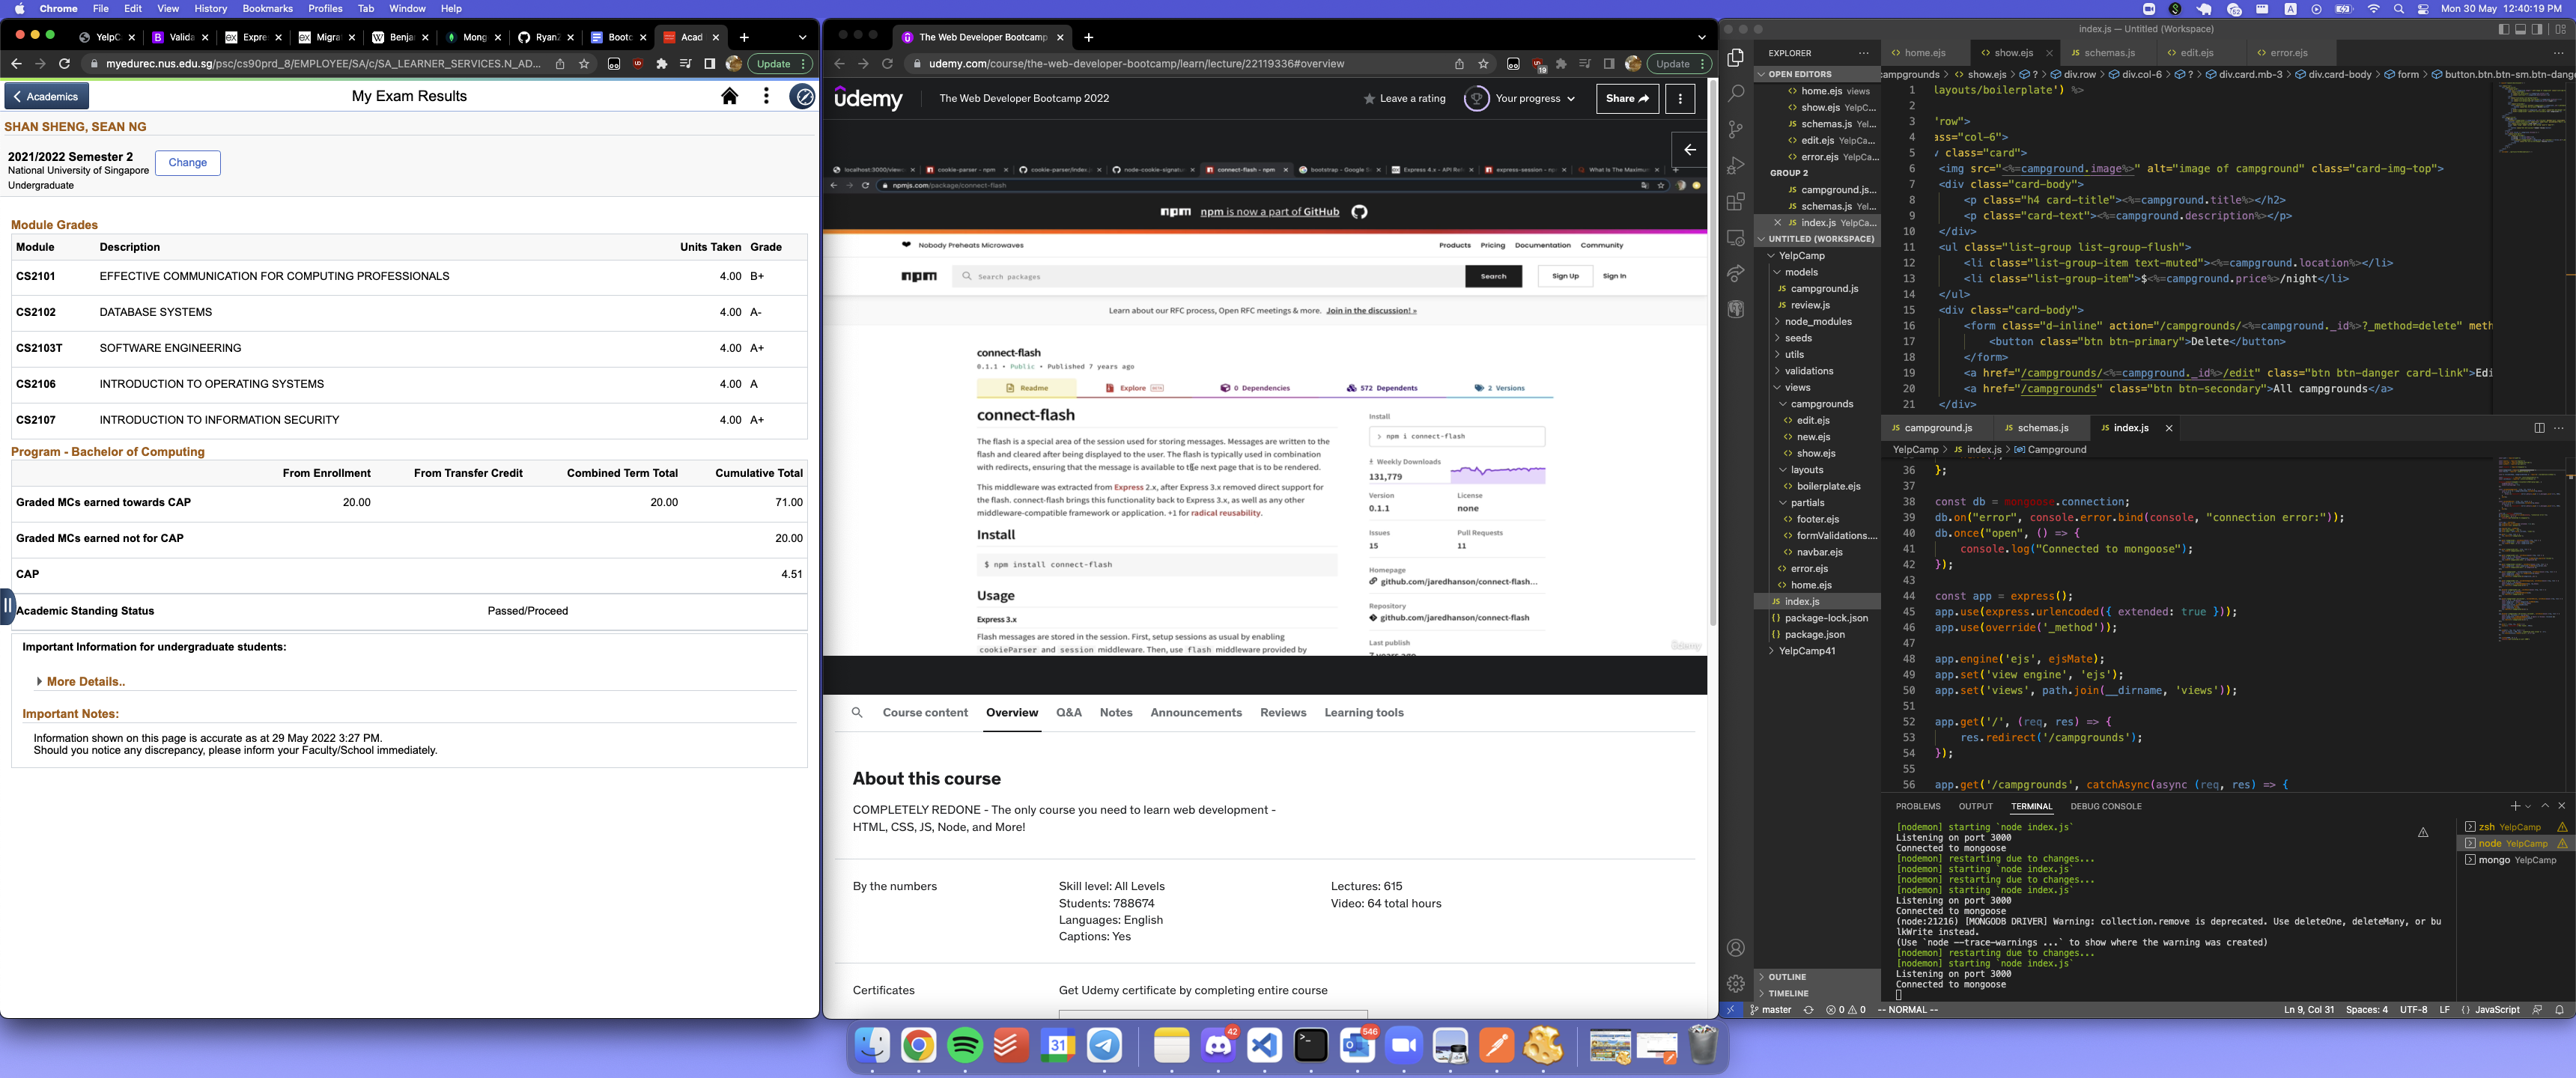 Chrome File Edit View History Bookmarks Profiles Tab Window Help
Mon 30 May 12:40:19 PM
YelpC Valida Expre Migrat Benja Mong RyanZ Bootc Acad
myedurec.nus.edu.sg/psc/cs90prd_8/EMPLOYEE/SA/c/SA_LEARNER_SERVICES.N_AD...
Update
Academics
My Exam Results
SHAN SHENG, SEAN NG
2021/2022 Semester 2
National University of Singapore
Undergraduate
Change
Module Grades
Module Description Units Taken Grade
CS2101 EFFECTIVE COMMUNICATION FOR COMPUTING PROFESSIONALS 4.00 B+
CS2102 DATABASE SYSTEMS 4.00 A-
CS2103T SOFTWARE ENGINEERING 4.00 A+
CS2106 INTRODUCTION TO OPERATING SYSTEMS 4.00 A
CS2107 INTRODUCTION TO INFORMATION SECURITY 4.00 A+
Program - Bachelor of Computing
From Enrollment From Transfer Credit Combined Term Total Cumulative Total
Graded MCs earned towards CAP 20.00 20.00 71.00
Graded MCs earned not for CAP 20.00
CAP 4.51
Academic Standing Status Passed/Proceed
Important Information for undergraduate students:
More Details..
Important Notes:
Information shown on this page is accurate as at 29 May 2022 3:27 PM.
Should you notice any discrepancy, please inform your Faculty/School immediately.
The Web Developer Bootcamp
udemy.com/course/the-web-developer-bootcamp/learn/lecture/22119336#overview
Update
udemy
The Web Developer Bootcamp 2022
Leave a rating
Your progress
Share
npmjs.com/package/connect-flash
npm npm is now a part of GitHub
Nobody Preheats Microwaves
Products Pricing Documentation Community
npm
Search packages
Search
Sign Up
Sign In
Learn about our RFC process, Open RFC meetings & more. Join in the discussion! »
connect-flash
0.1.1 • Public • Published 7 years ago
Readme
Explore BETA
0 Dependencies
572 Dependents
2 Versions
connect-flash
The flash is a special area of the session used for storing messages. Messages are written to the
flash and cleared after being displayed to the user. The flash is typically used in combination
with redirects, ensuring that the message is available to the next page that is to be rendered.
This middleware was extracted from Express 2.x, after Express 3.x removed direct support for
the flash. connect-flash brings this functionality back to Express 3.x, as well as any other
middleware-compatible framework or application. +1 for radical reusability.
Install
$ npm install connect-flash
Usage
Express 3.x
Flash messages are stored in the session. First, setup sessions as usual by enabling
cookieParser and session middleware. Then, use flash middleware provided by
Install
> npm i connect-flash
Weekly Downloads
131,779
Version License
0.1.1 none
Issues Pull Requests
15 11
Homepage
github.com/jaredhanson/connect-flash...
Repository
github.com/jaredhanson/connect-flash
Last publish
7 years ago
Udemy
Course content Overview Q&A Notes Announcements Reviews Learning tools
About this course
COMPLETELY REDONE - The only course you need to learn web development -
HTML, CSS, JS, Node, and More!
By the numbers
Skill level: All Levels
Students: 788674
Languages: English
Captions: Yes
Lectures: 615
Video: 64 total hours
Certificates
Get Udemy certificate by completing entire course
index.js — Untitled (Workspace)
EXPLORER
OPEN EDITORS
home.ejs views
show.ejs YelpC...
schemas.js Yel...
edit.ejs YelpCa...
error.ejs YelpCa...
GROUP 2
campground.js...
schemas.js Yel...
index.js YelpCa...
UNTITLED (WORKSPACE)
YelpCamp
models
campground.js
review.js
node_modules
seeds
utils
validations
views
campgrounds
edit.ejs
new.ejs
show.ejs
layouts
boilerplate.ejs
partials
footer.ejs
formValidations....
navbar.ejs
error.ejs
home.ejs
index.js
package-lock.json
package.json
YelpCamp41
OUTLINE
TIMELINE
home.ejs show.ejs schemas.js edit.ejs error.ejs
campgrounds > show.ejs > ? > div.row > div.col-6 > ? > div.card.mb-3 > div.card-body > form > button.btn.btn-sm.btn-dang
1 layouts/boilerplate') %>
2
3 'row">
4 ass="col-6">
5 v class="card">
6 <img src="<%=campground.image%>" alt="image of campground" class="card-img-top">
7 <div class="card-body">
8 <p class="h4 card-title"><%=campground.title%></h2>
9 <p class="card-text"><%=campground.description%></p>
10 </div>
11 <ul class="list-group list-group-flush">
12 <li class="list-group-item text-muted"><%=campground.location%></li>
13 <li class="list-group-item">$<%=campground.price%>/night</li>
14 </ul>
15 <div class="card-body">
16 <form class="d-inline" action="/campgrounds/<%=campground._id%>?_method=delete" meth
17 <button class="btn btn-primary">Delete</button>
18 </form>
19 <a href="/campgrounds/<%=campground._id%>/edit" class="btn btn-danger card-link">Edi
20 <a href="/campgrounds" class="btn btn-secondary">All campgrounds</a>
21 </div>
campground.js schemas.js index.js
YelpCamp > index.js > Campground
36 };
37
38 const db = mongoose.connection;
39 db.on("error", console.error.bind(console, "connection error:"));
40 db.once("open", () => {
41 console.log("Connected to mongoose");
42 });
43
44 const app = express();
45 app.use(express.urlencoded({ extended: true }));
46 app.use(override('_method'));
47
48 app.engine('ejs', ejsMate);
49 app.set('view engine', 'ejs');
50 app.set('views', path.join(__dirname, 'views'));
51
52 app.get('/', (req, res) => {
53 res.redirect('/campgrounds');
54 });
55
56 app.get('/campgrounds', catchAsync(async (req, res) => {
PROBLEMS OUTPUT TERMINAL DEBUG CONSOLE
[nodemon] starting `node index.js`
Listening on port 3000
Connected to mongoose
[nodemon] restarting due to changes...
[nodemon] starting `node index.js`
[nodemon] restarting due to changes...
[nodemon] starting `node index.js`
Listening on port 3000
Connected to mongoose
(node:21216) [MONGODB DRIVER] Warning: collection.remove is deprecated. Use deleteOne, deleteMany, or bu
lkWrite instead.
(Use `node --trace-warnings ...` to show where the warning was created)
[nodemon] restarting due to changes...
[nodemon] starting `node index.js`
Listening on port 3000
Connected to mongoose
zsh YelpCamp
node YelpCamp
mongo YelpCamp
master 0 0 -- NORMAL --
Ln 9, Col 31 Spaces: 4 UTF-8 LF JavaScript
31 42 546